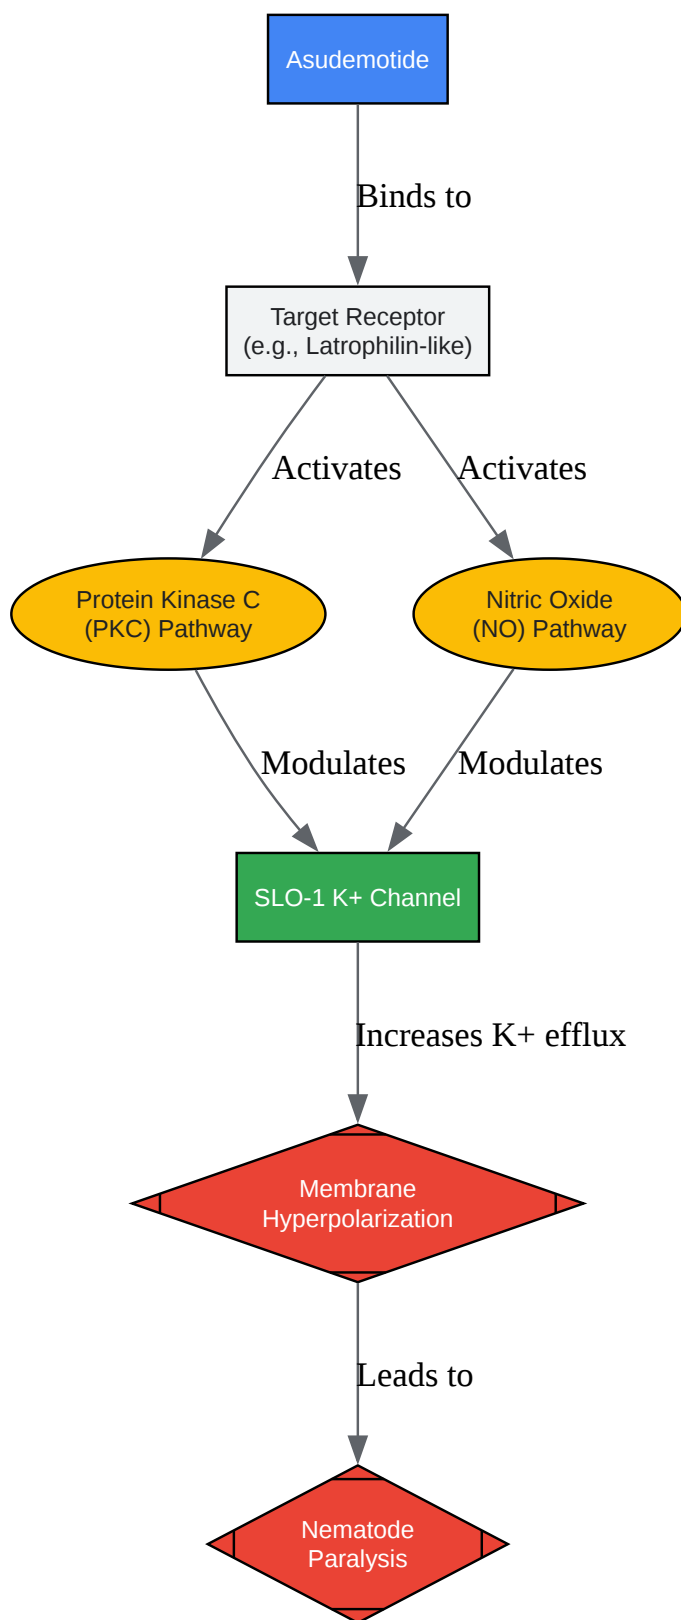 Asudemotide
Binds to
Target Receptor
(e.g., Latrophilin-like)
Activates
Activates
Protein Kinase C
(PKC) Pathway
Nitric Oxide
(NO) Pathway
Modulates
Modulates
SLO-1 K+ Channel
Increases K+ efflux
Membrane
Hyperpolarization
Leads to
Nematode
Paralysis